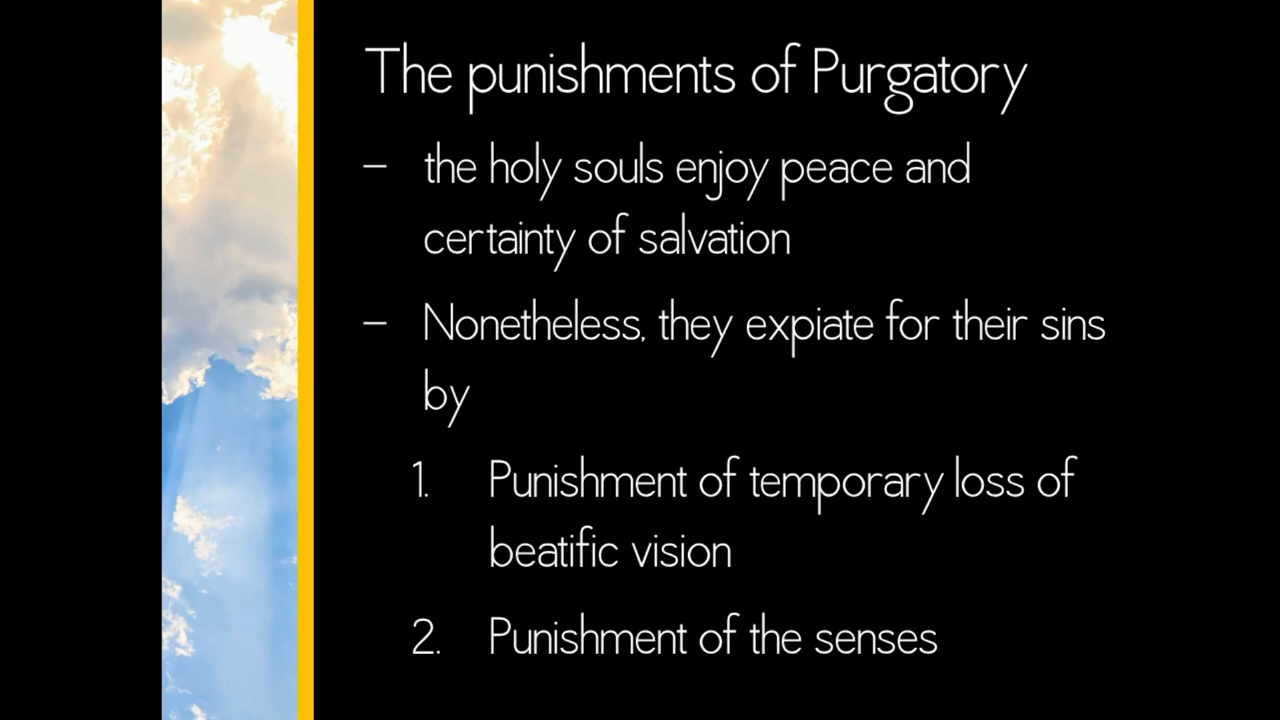 The punishments of Purgatory
– the holy souls enjoy peace and
certainty of salvation
– Nonetheless, they expiate for their sins
by
1. Punishment of temporary loss of
beatific vision
2. Punishment of the senses